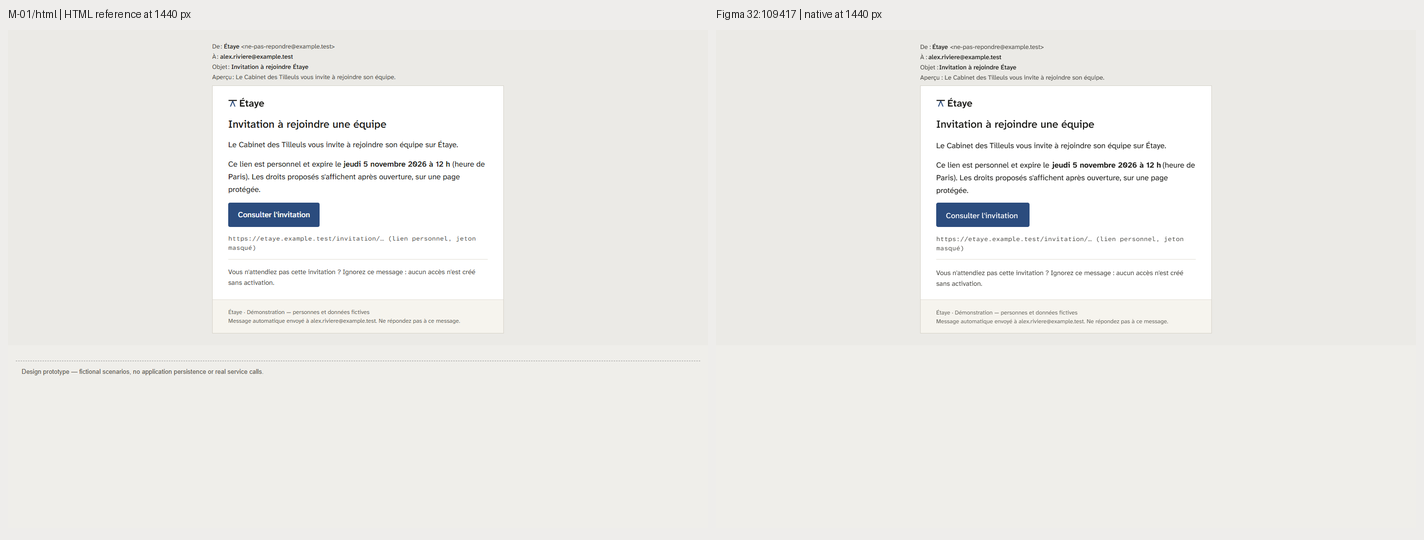 M-01/html | HTML reference at 1440 px
De : Étaye <ne-pas-repondre@example.test>
À : alex.riviere@example.test
Objet : Invitation à rejoindre Étaye
Aperçu : Le Cabinet des Tilleuls vous invite à rejoindre son équipe.
Étaye
Invitation à rejoindre une équipe
Le Cabinet des Tilleuls vous invite à rejoindre son équipe sur Étaye.
Ce lien est personnel et expire le jeudi 5 novembre 2026 à 12 h (heure de
Paris). Les droits proposés s'affichent après ouverture, sur une page
protégée.
Consulter l'invitation
https://etaye.example.test/invitation/… (lien personnel, jeton
masqué)
Vous n'attendiez pas cette invitation ? Ignorez ce message : aucun accès n'est créé
sans activation.
Étaye · Démonstration — personnes et données fictives
Message automatique envoyé à alex.riviere@example.test. Ne répondez pas à ce message.
Design prototype — fictional scenarios, no application persistence or real service calls.
Figma 32:109417 | native at 1440 px
De : Étaye <ne-pas-repondre@example.test>
À : alex.riviere@example.test
Objet : Invitation à rejoindre Étaye
Aperçu : Le Cabinet des Tilleuls vous invite à rejoindre son équipe.
Étaye
Invitation à rejoindre une équipe
Le Cabinet des Tilleuls vous invite à rejoindre son équipe sur Étaye.
Ce lien est personnel et expire le jeudi 5 novembre 2026 à 12 h (heure de
Paris). Les droits proposés s'affichent après ouverture, sur une page
protégée.
Consulter l'invitation
https://etaye.example.test/invitation/… (lien personnel, jeton
masqué)
Vous n'attendiez pas cette invitation ? Ignorez ce message : aucun accès n'est créé
sans activation.
Étaye · Démonstration — personnes et données fictives
Message automatique envoyé à alex.riviere@example.test. Ne répondez pas à ce message.